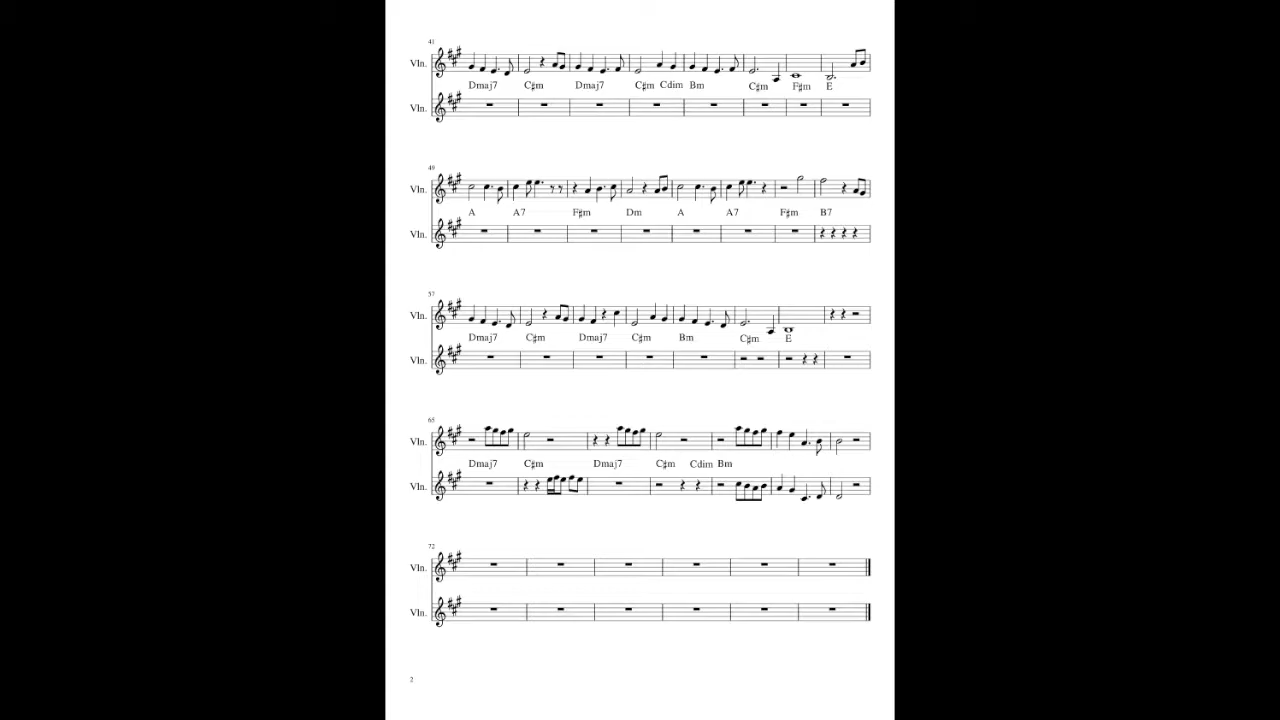 41
Vln.
Dmaj7 C♯m Dmaj7 C♯m Cdim Bm C♯m F♯m E
Vln.
49
Vln.
A A7 F♯m Dm A A7 F♯m B7
Vln.
57
Vln.
Dmaj7 C♯m Dmaj7 C♯m Bm C♯m E
Vln.
65
Vln.
Dmaj7 C♯m Dmaj7 C♯m Cdim Bm
Vln.
72
Vln.
Vln.
2